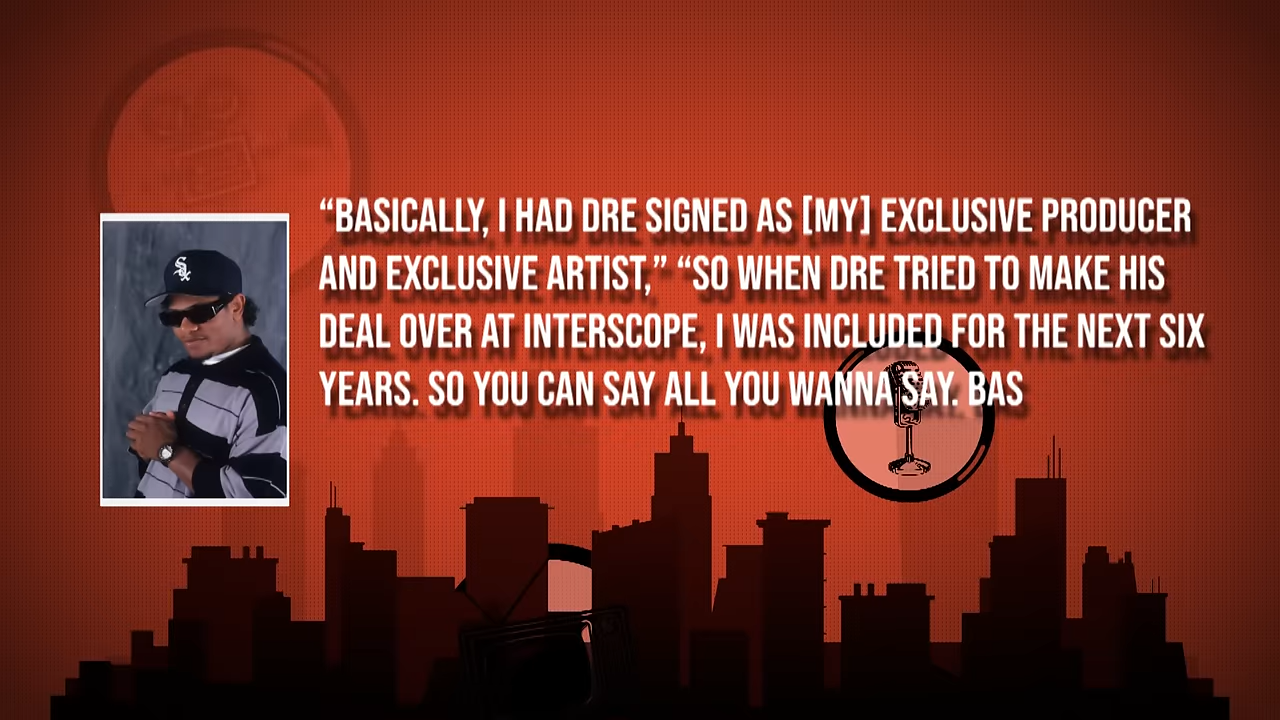 “BASICALLY, I HAD DRE SIGNED AS [MY] EXCLUSIVE PRODUCER
AND EXCLUSIVE ARTIST,” “SO WHEN DRE TRIED TO MAKE HIS
DEAL OVER AT INTERSCOPE, I WAS INCLUDED FOR THE NEXT SIX
YEARS. SO YOU CAN SAY ALL YOU WANNA SAY. BAS
Sox